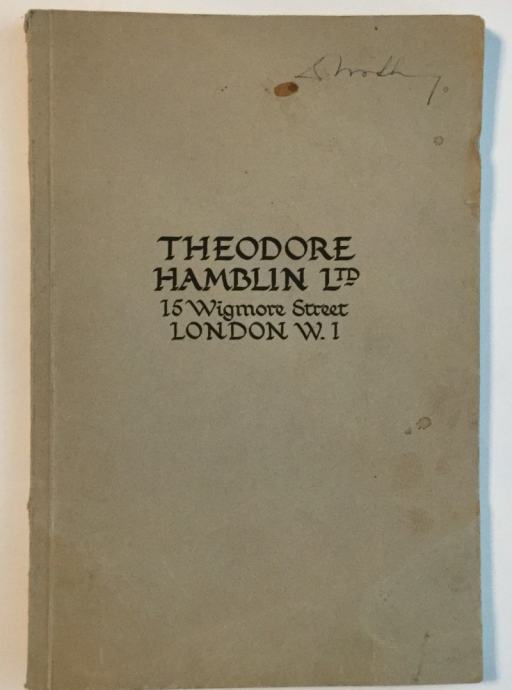 THEODORE
HAMBLIN LTD
15 Wigmore Street
LONDON W. 1